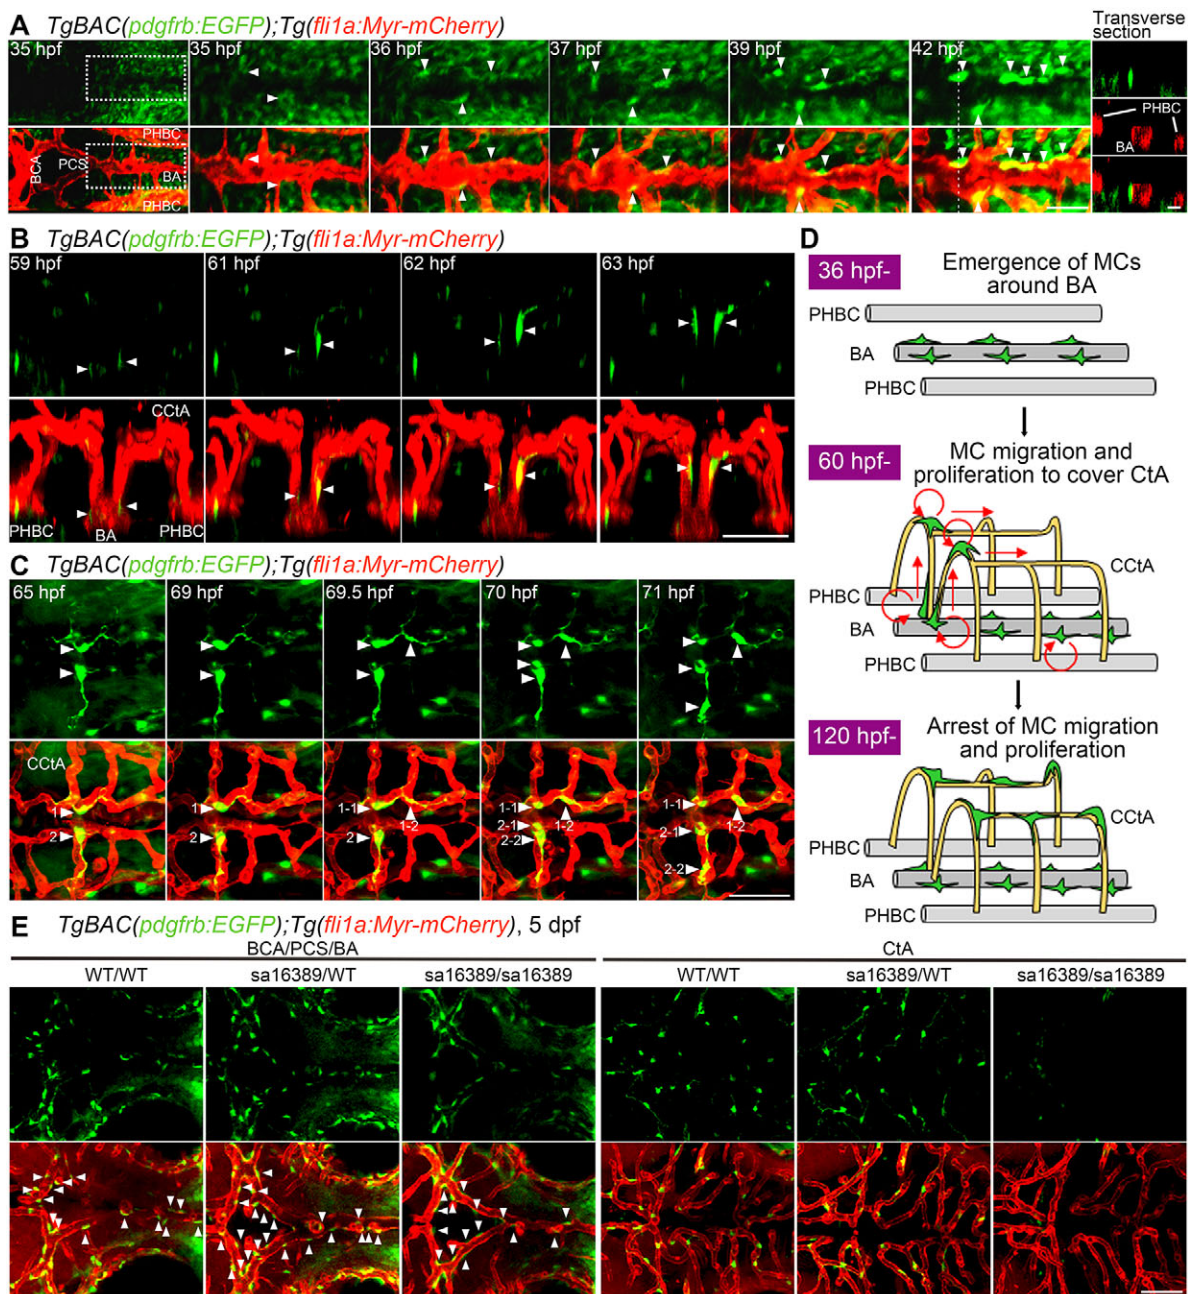 A TgBAC(pdgfrb:EGFP);Tg(fli1a:Myr-mCherry)
35 hpf
35 hpf
36 hpf
37 hpf
39 hpf
42 hpf
Transverse
section
PHBC
BCA
PCS
BA
PHBC
PHBC
BA
B TgBAC(pdgfrb:EGFP);Tg(fli1a:Myr-mCherry)
59 hpf
61 hpf
62 hpf
63 hpf
CCtA
PHBC
BA
PHBC
C TgBAC(pdgfrb:EGFP);Tg(fli1a:Myr-mCherry)
65 hpf
69 hpf
69.5 hpf
70 hpf
71 hpf
CCtA
1
2
1
2
1-1
1-2
2
1-1
2-1
2-2
1-2
1-1
1-2
2-1
2-2
D
36 hpf-
Emergence of MCs
around BA
PHBC
BA
PHBC
60 hpf-
MC migration and
proliferation to cover CtA
CCtA
PHBC
BA
PHBC
120 hpf-
Arrest of MC migration
and proliferation
CCtA
PHBC
BA
PHBC
E TgBAC(pdgfrb:EGFP);Tg(fli1a:Myr-mCherry), 5 dpf
BCA/PCS/BA
CtA
WT/WT
sa16389/WT
sa16389/sa16389
WT/WT
sa16389/WT
sa16389/sa16389